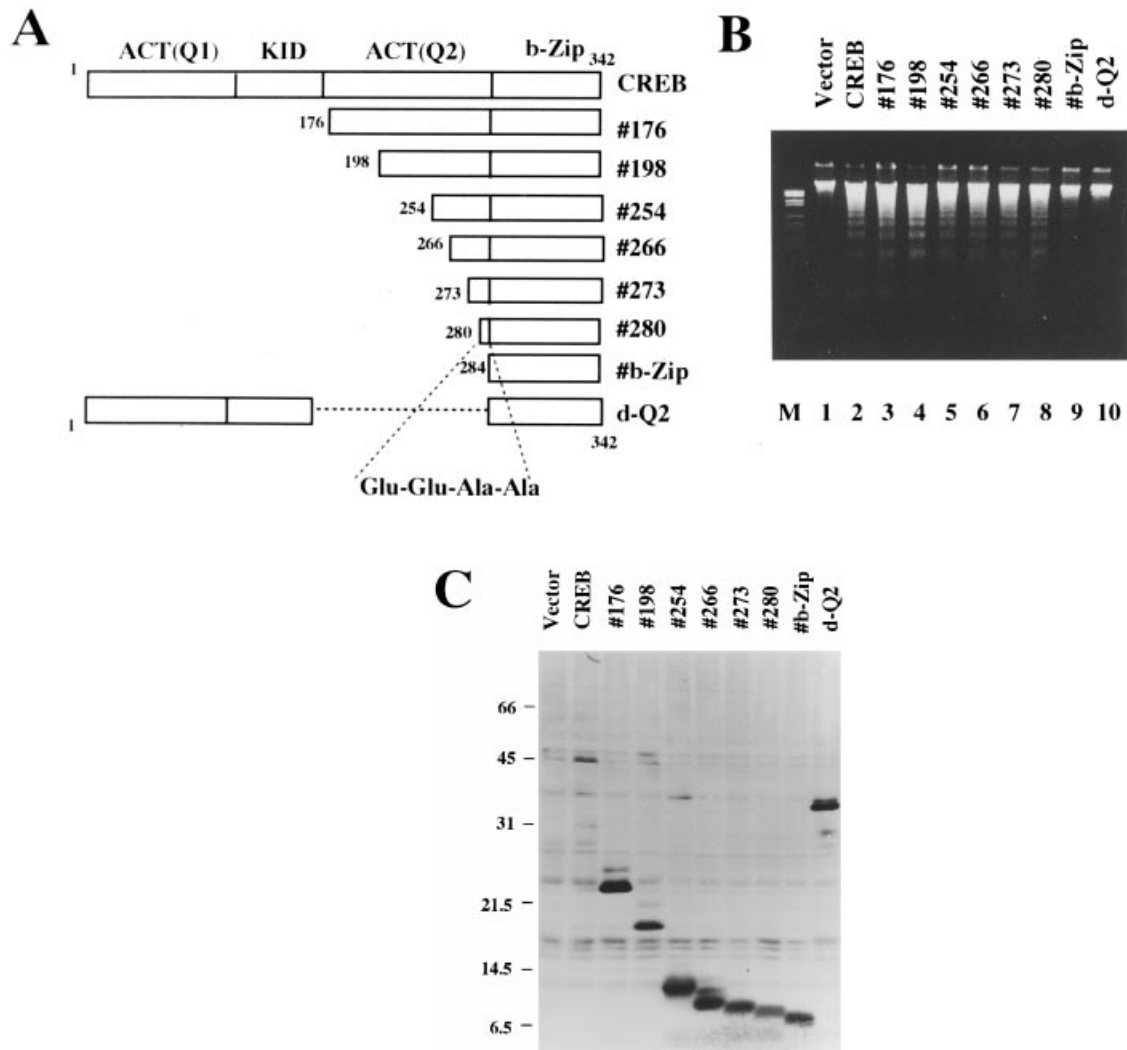 A
ACT(Q1) KID ACT(Q2) b-Zip
1 342
CREB
176 #176
198 #198
254 #254
266 #266
273 #273
280 #280
284 #b-Zip
d-Q2
1 342
Glu-Glu-Ala-Ala
B
Vector CREB #176 #198 #254 #266 #273 #280 #b-Zip d-Q2
M 1 2 3 4 5 6 7 8 9 10
C
Vector CREB #176 #198 #254 #266 #273 #280 #b-Zip d-Q2
66
45
31
21.5
14.5
6.5